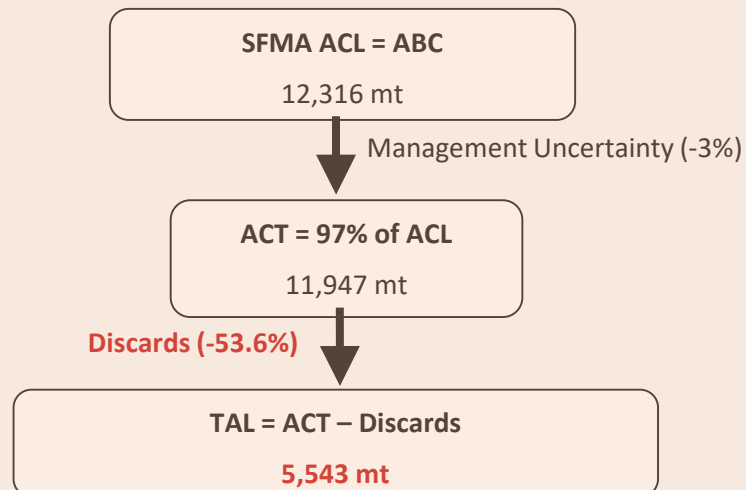 SFMA ACL = ABC
12,316 mt
Management Uncertainty (-3%)
ACT = 97% of ACL
11,947 mt
Discards (-53.6%)
TAL = ACT – Discards
5,543 mt